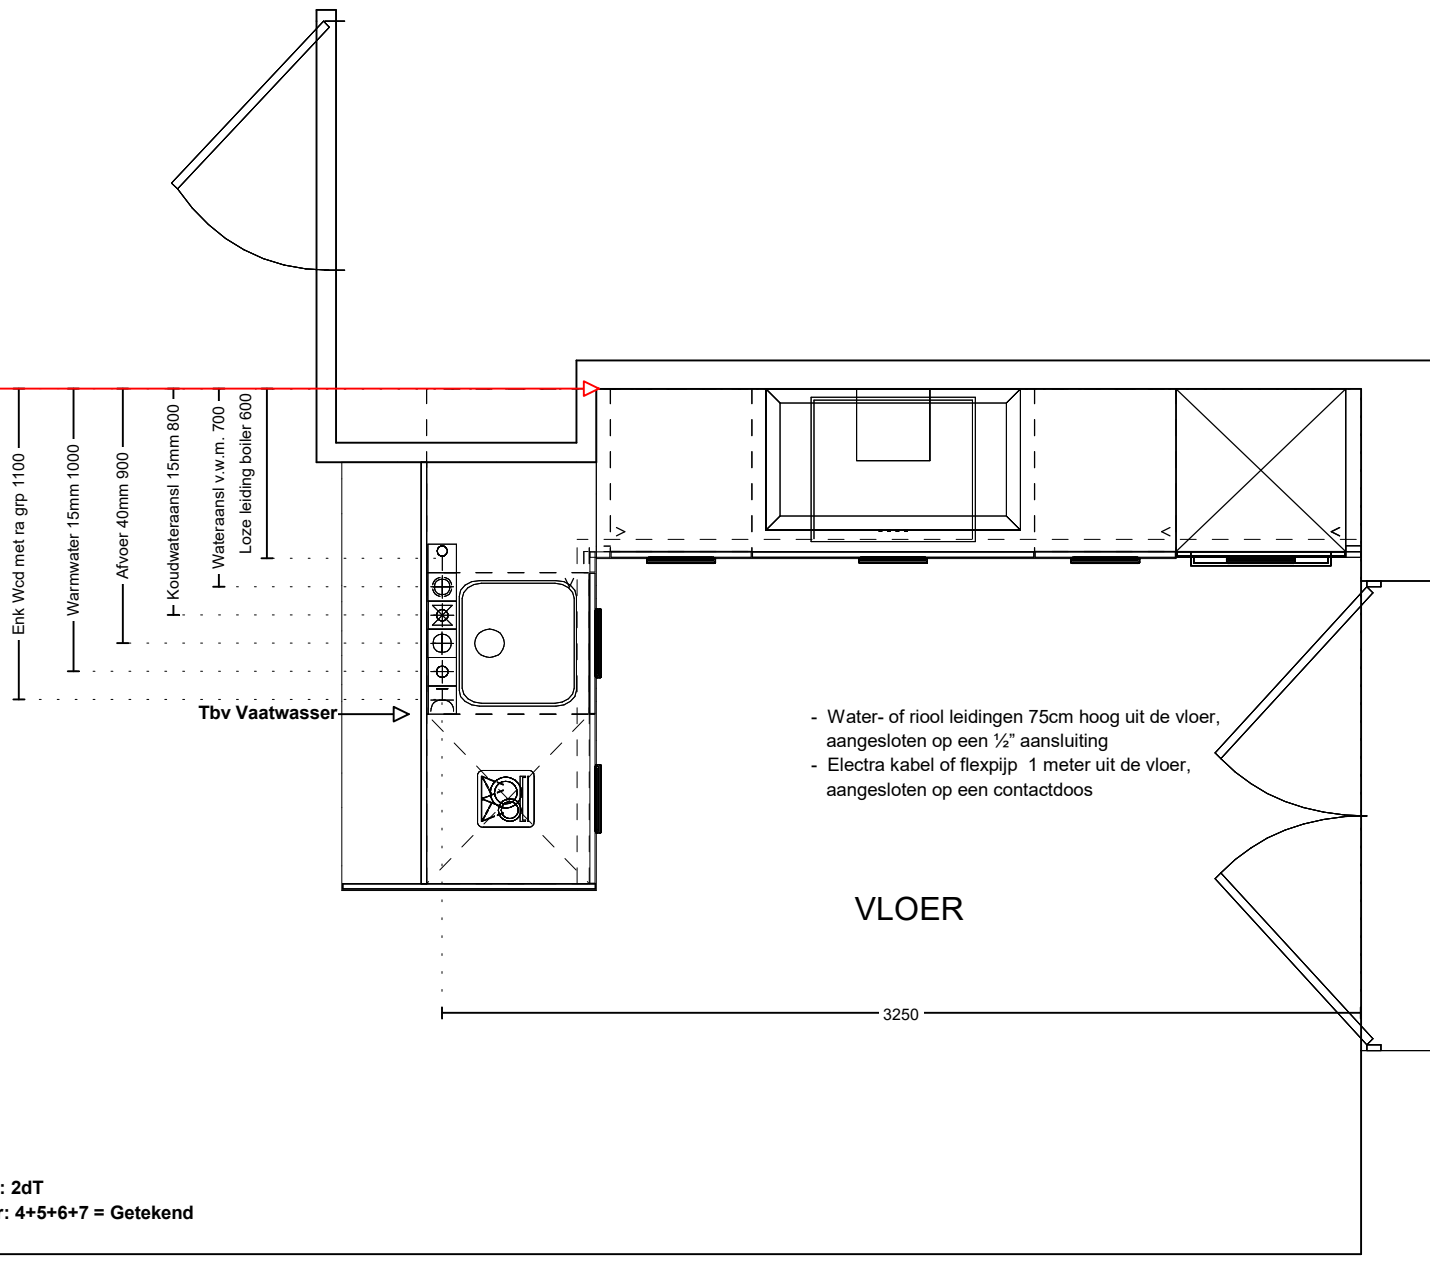 Enk Wcd met ra grp 1100
Warmwater 15mm 1000
Afvoer 40mm 900
Koudwateraansl 15mm 800
Wateraansl v.w.m. 700
Loze leiding boiler 600
Tbv Vaatwasser
- Water- of riool leidingen 75cm hoog uit de vloer,
aangesloten op een ½” aansluiting
- Electra kabel of flexpijp 1 meter uit de vloer,
aangesloten op een contactdoos
VLOER
3250
: 2dT
r: 4+5+6+7 = Getekend